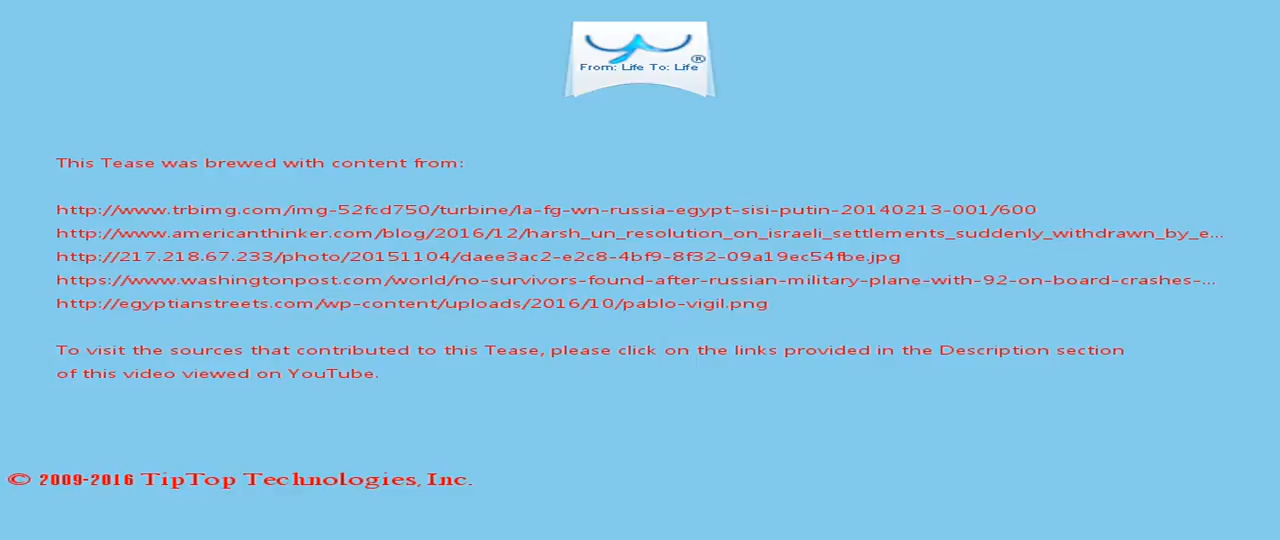 From: Life To: Life ®
This Tease was brewed with content from:
http://www.trbimg.com/img-52fcd750/turbine/la-fg-wn-russia-egypt-sisi-putin-20140213-001/600
http://www.americanthinker.com/blog/2016/12/harsh_un_resolution_on_israeli_settlements_suddenly_withdrawn_by_e...
http://217.218.67.233/photo/20151104/daee3ac2-e2c8-4bf9-8f32-09a19ec54fbe.jpg
https://www.washingtonpost.com/world/no-survivors-found-after-russian-military-plane-with-92-on-board-crashes-...
http://egyptianstreets.com/wp-content/uploads/2016/10/pablo-vigil.png
To visit the sources that contributed to this Tease, please click on the links provided in the Description section
of this video viewed on YouTube.
© 2009-2016 TipTop Technologies, Inc.